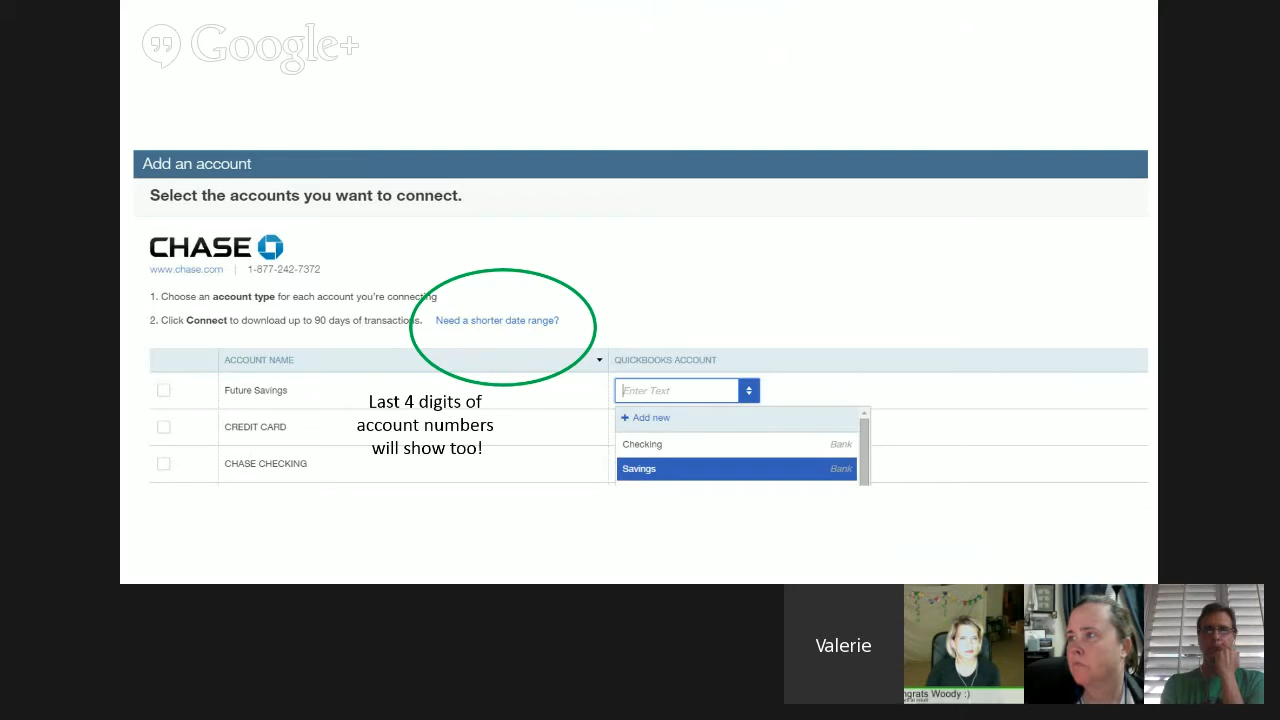 Google+
Add an account
Select the accounts you want to connect.
CHASE
www.chase.com | 1-877-242-7372
1. Choose an account type for each account you're connecting
2. Click Connect to download up to 90 days of transactions. Need a shorter date range?
ACCOUNT NAME QUICKBOOKS ACCOUNT
Future Savings Enter Text
Last 4 digits of
account numbers
will show too!
+ Add new
CREDIT CARD
Checking Bank
CHASE CHECKING
Savings Bank
Valerie
ngrats Woody :)